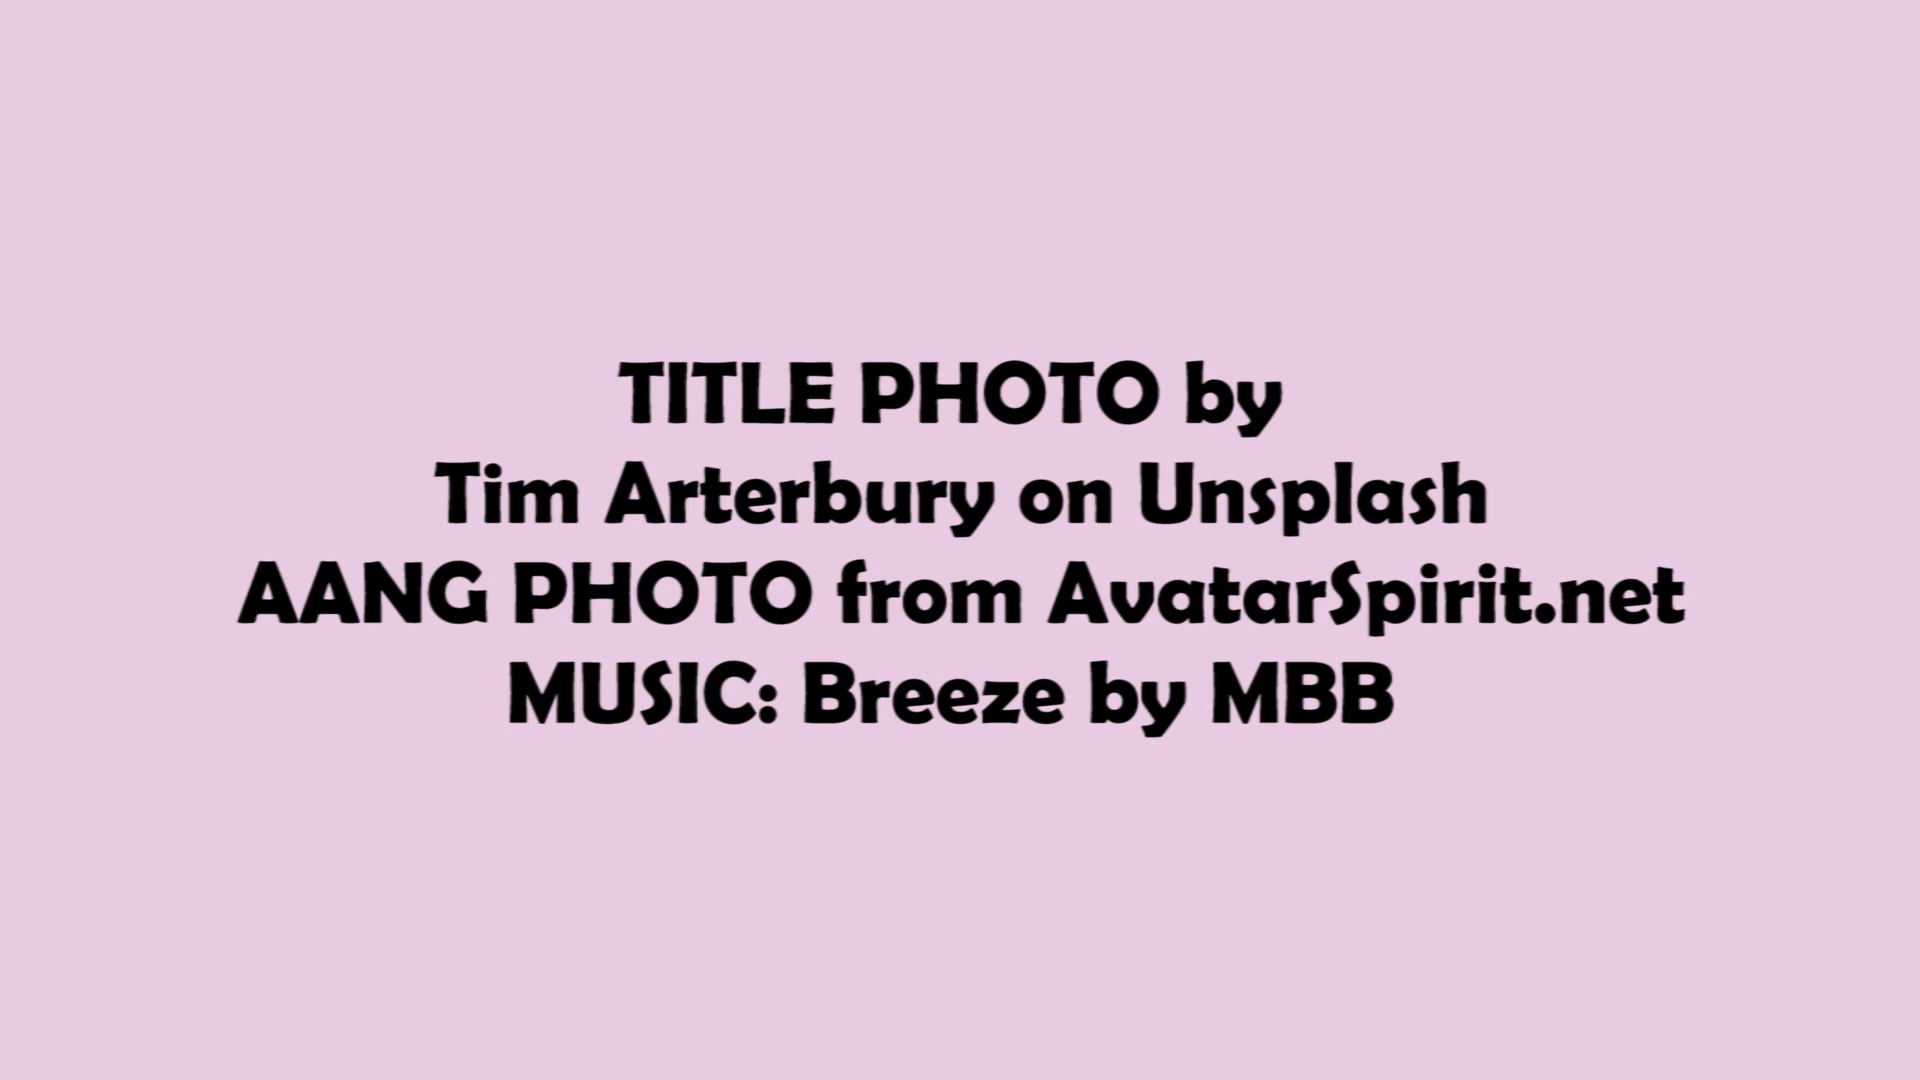 TITLE PHOTO by
Tim Arterbury on Unsplash
AANG PHOTO from AvatarSpirit.net
MUSIC: Breeze by MBB